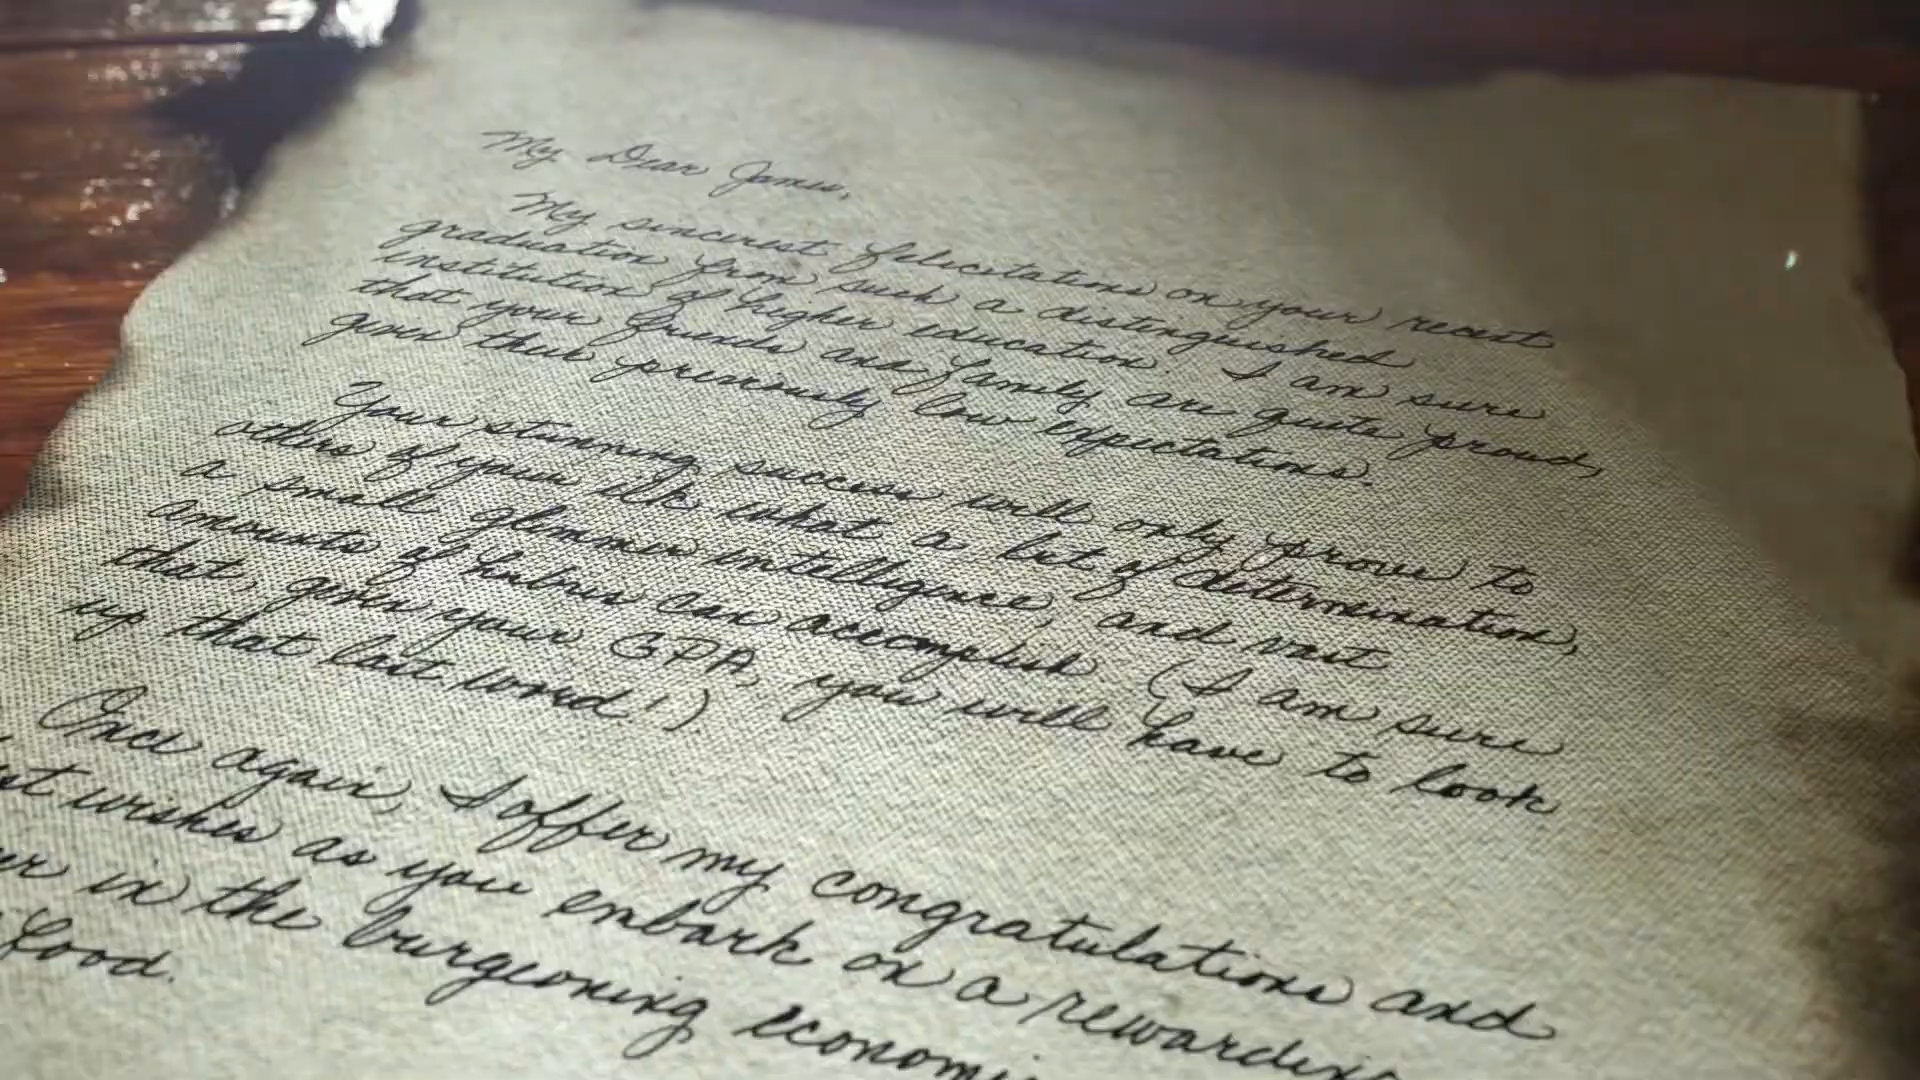 My Dear James,
My sincerest felicitations on your recent
graduation from such a distinguished
institution of higher education. I am sure
that your friends and family are quite proud,
given their previously low expectations.
Your stunning success will only prove to
others of your ilk what a bit of determination,
a small glimmer intelligence, and vast
amounts of hubris can accomplish (I am sure
that, given your GPA, you will have to look
up that last word!)
Once again, I offer my congratulations and
wishes as you embark on a
in the burgeoning
food.